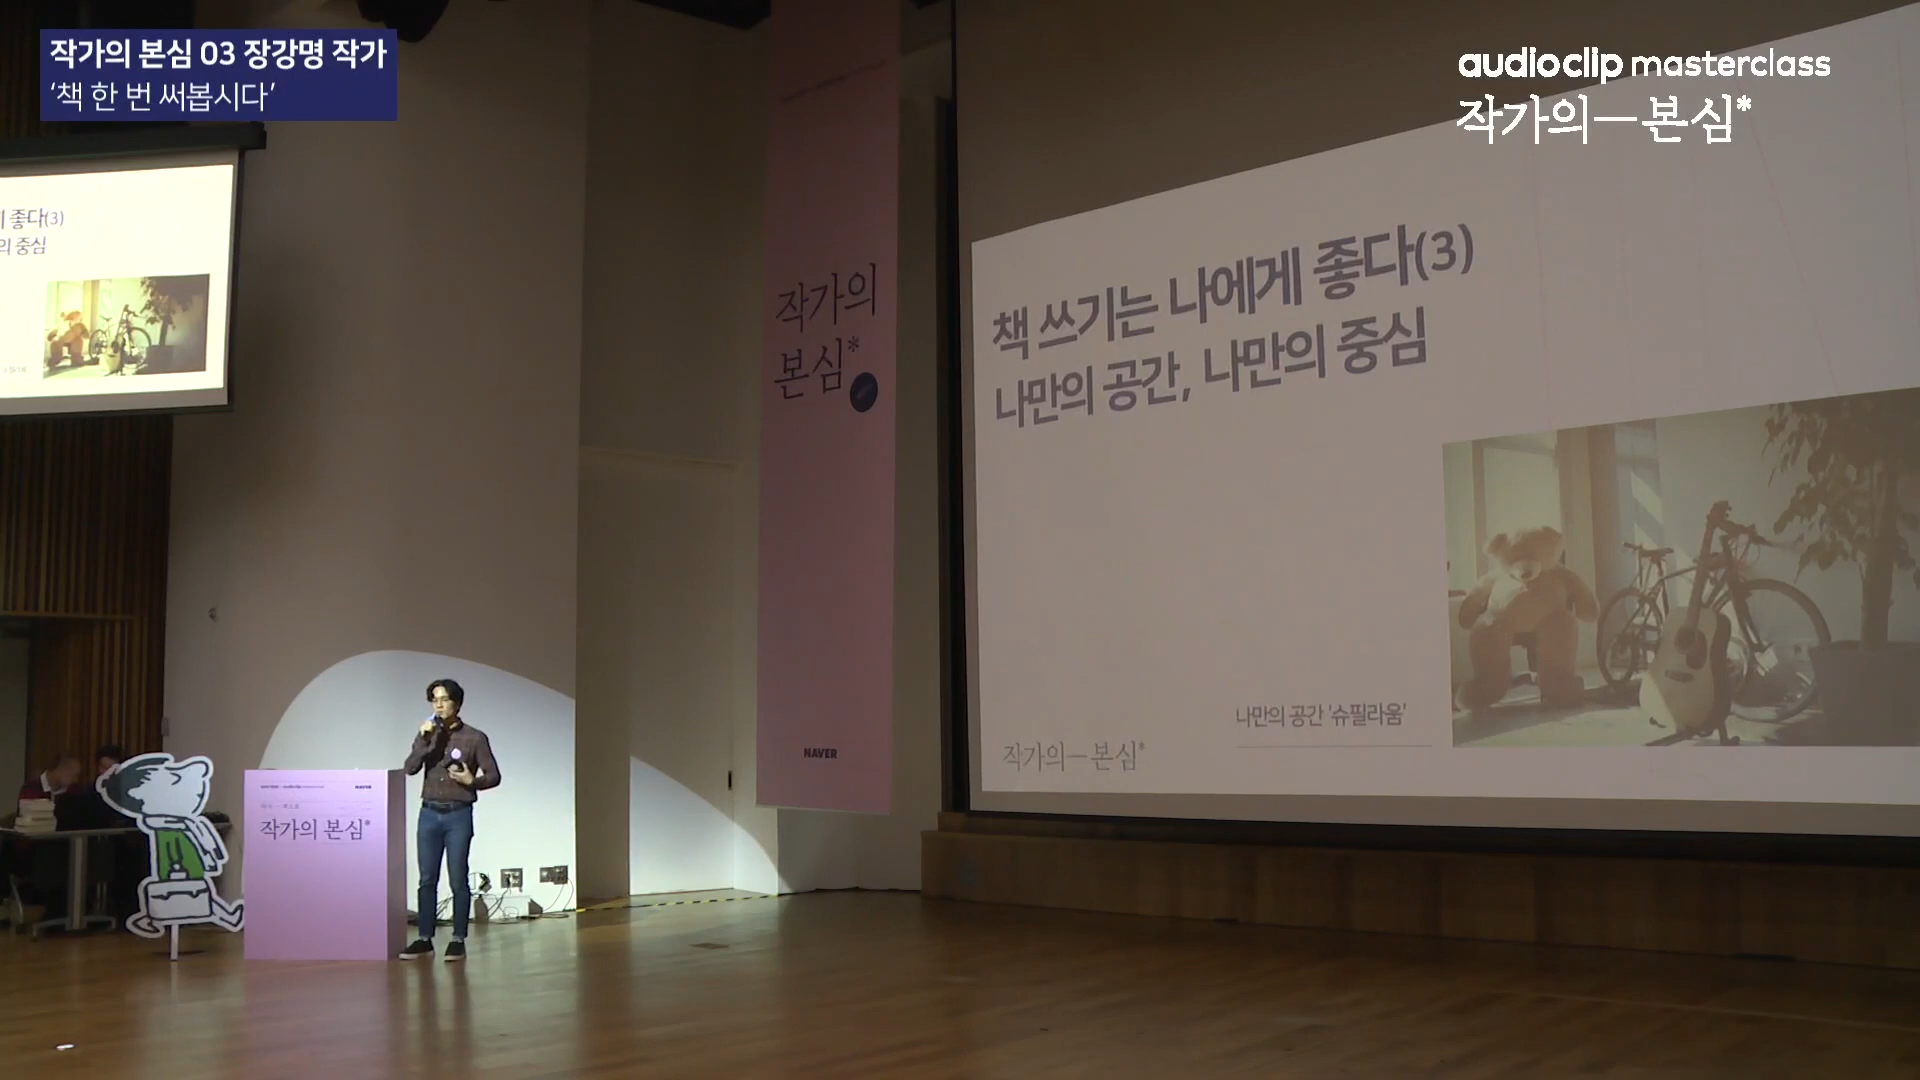 작가의 본심 03 장강명 작가
‘책 한 번 써봅시다’
audioclip masterclass
작가의—본심*
게 좋다(3)
의 중심
작가의
본심*
NAVER
책 쓰기는 나에게 좋다(3)
나만의 공간, 나만의 중심
나만의 공간 '슈필라움'
작가의—본심*
NAVER
작가의 본심*